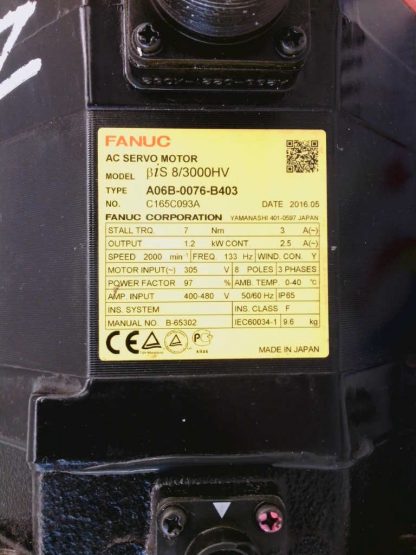 FANUC
AC SERVO MOTOR
MODEL βiS 8/3000HV
TYPE A06B-0076-B403
NO. C165C093A DATE 2016.05
FANUC CORPORATION YAMANASHI 401-0597 JAPAN
STALL TRQ. 7 Nm 3 A(~)
OUTPUT 1.2 kW CONT. 2.5 A(~)
SPEED 2000 min⁻¹ FREQ. 133 Hz WIND. CON. Y
MOTOR INPUT(~) 305 V 8 POLES 3 PHASES
POWER FACTOR 97 % AMB. TEMP. 0-40 °C
AMP. INPUT 400-480 V 50/60 Hz IP65
INS. SYSTEM INS. CLASS F
MANUAL NO B-65302 IEC60034-1 9.6 kg
CE
MADE IN JAPAN